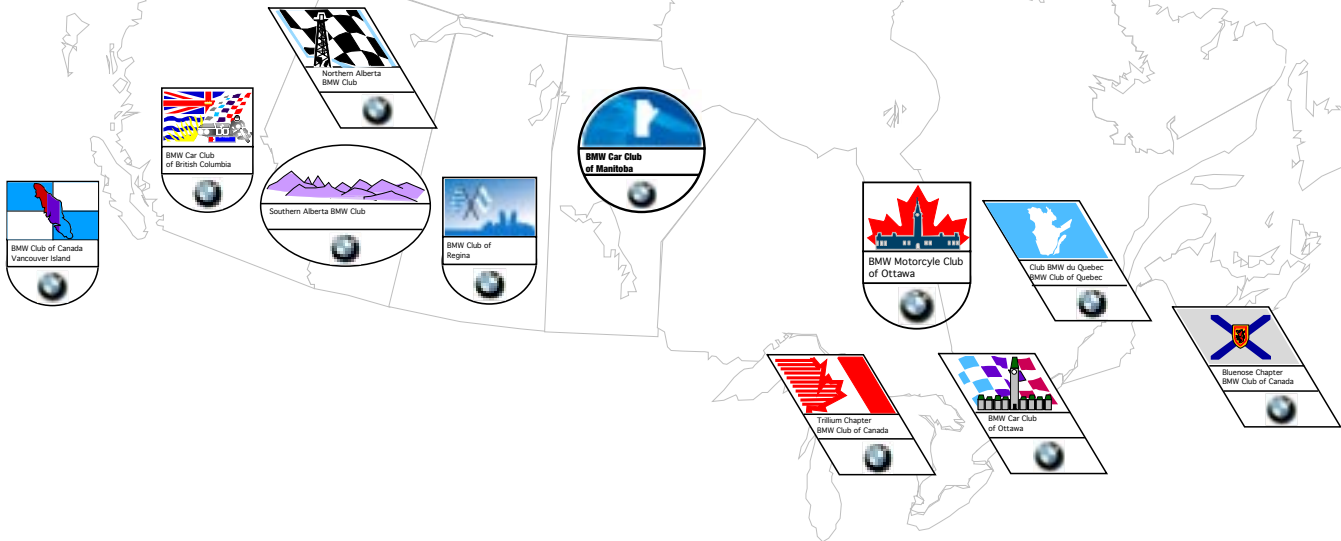 Northern Alberta
BMW Club
BMW Car Club
of British Columbia
BMW Club of Canada
Vancouver Island
Southern Alberta BMW Club
BMW Club of
Regina
BMW Car Club
of Manitoba
BMW Motorcyle Club
of Ottawa
Club BMW du Quebec
BMW Club of Quebec
Trillium Chapter
BMW Club of Canada
BMW Car Club
of Ottawa
Bluenose Chapter
BMW Club of Canada